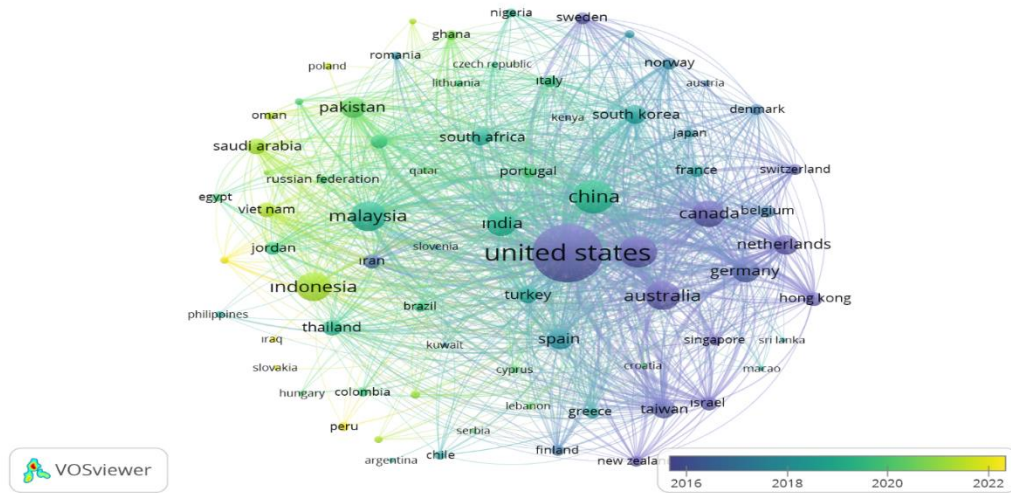 nigeria
sweden
ghana
romania
czech republic
norway
poland
lithuania
italy
austria
pakistan
oman
kenya
south korea
denmark
south africa
japan
saudi arabia
qatar
portugal
france
switzerland
russian federation
egypt
viet nam
china
malaysia
india
canada
belgium
jordan
slovenia
united states
netherlands
iran
germany
indonesia
turkey
australia
hong kong
brazil
philippines
thailand
spain
iraq
kuwait
singapore
sri lanka
slovakia
cyprus
croatia
macao
hungary
colombia
lebanon
greece
taiwan
israel
peru
serbia
argentina
chile
finland
new zealan
VOSviewer
2016 2018 2020 2022